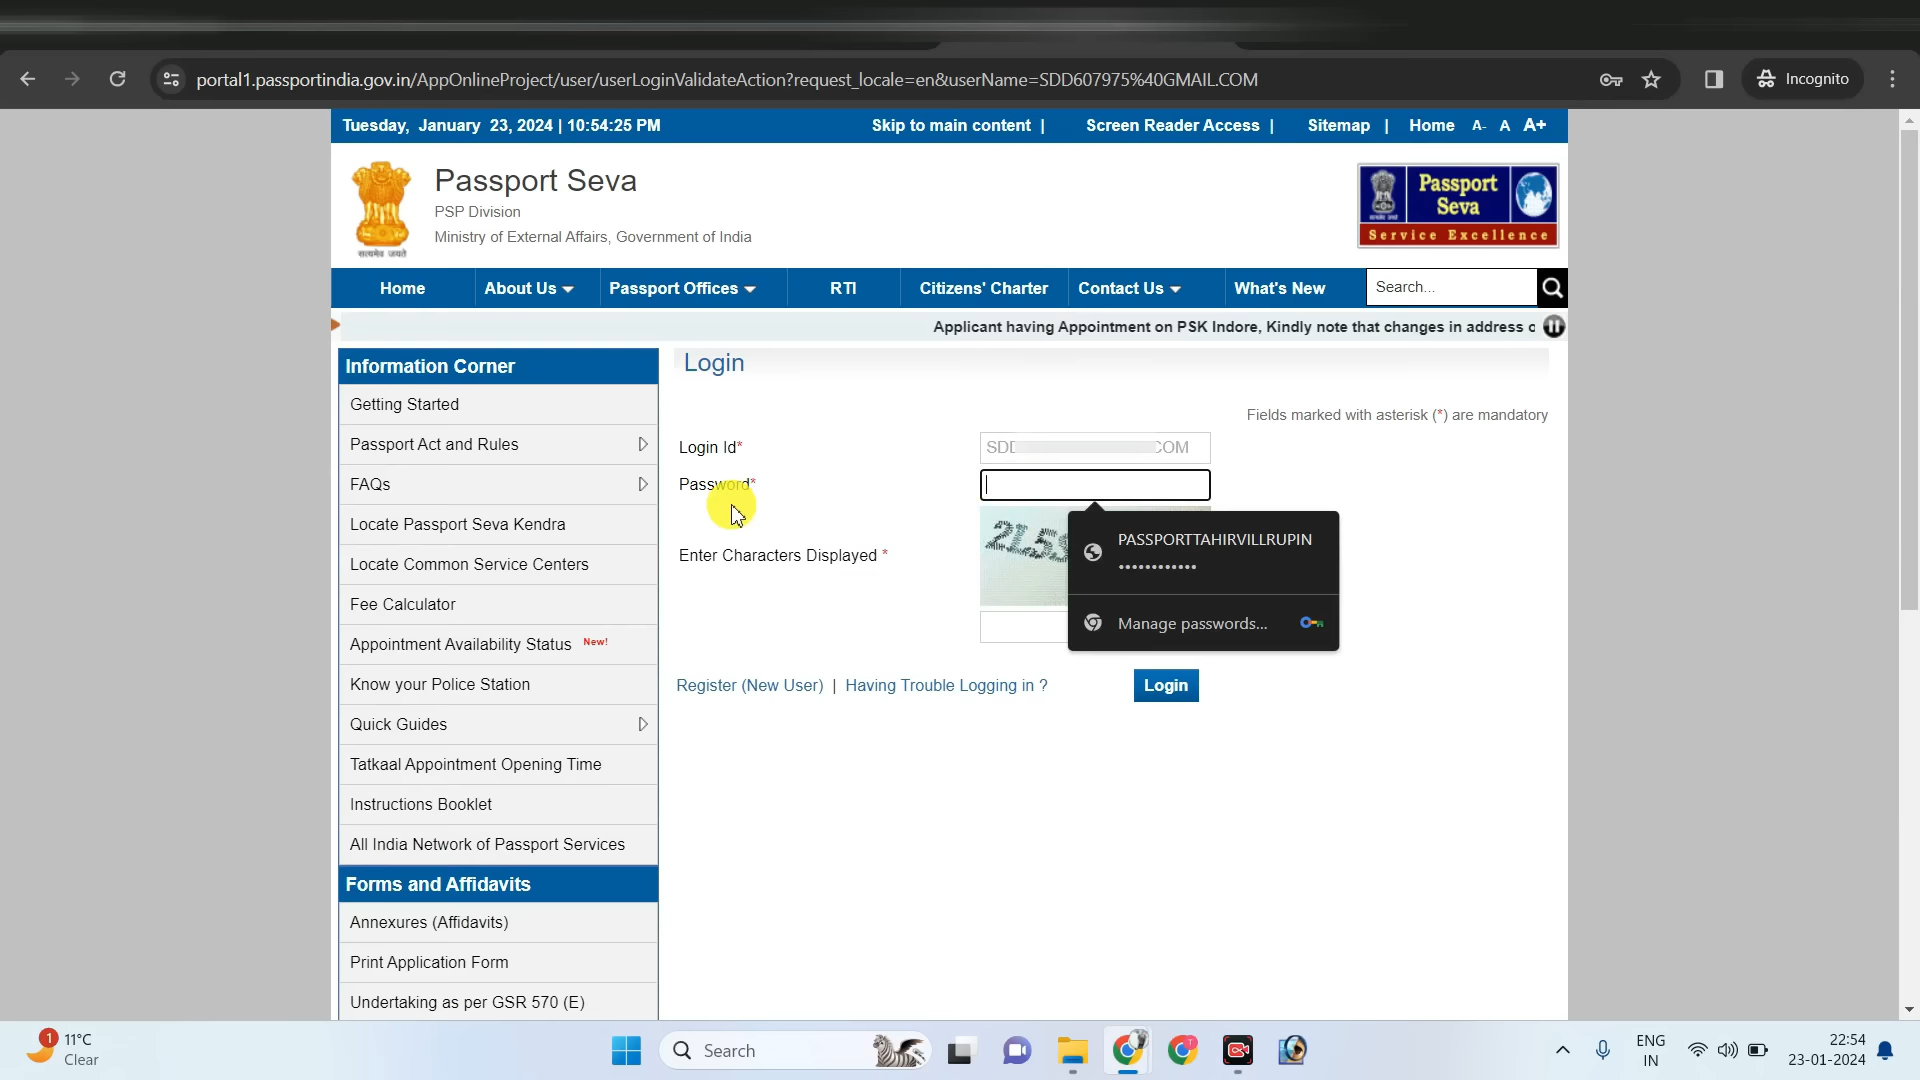 portal1.passportindia.gov.in/AppOnlineProject/user/userLoginValidateAction?request_locale=en&userName=SDD607975%40GMAIL.COM
Incognito
Tuesday, January 23, 2024 | 10:54:25 PM
Skip to main content |
Screen Reader Access |
Sitemap |
Home
A- A A+
Passport Seva
PSP Division
Ministry of External Affairs, Government of India
सत्यमेव जयते
Passport
Seva
Service Excellence
Home
About Us
Passport Offices
RTI
Citizens' Charter
Contact Us
What's New
Search...
Applicant having Appointment on PSK Indore, Kindly note that changes in address o
Information Corner
Getting Started
Passport Act and Rules
FAQs
Locate Passport Seva Kendra
Locate Common Service Centers
Fee Calculator
Appointment Availability Status New!
Know your Police Station
Quick Guides
Tatkaal Appointment Opening Time
Instructions Booklet
All India Network of Passport Services
Forms and Affidavits
Annexures (Affidavits)
Print Application Form
Undertaking as per GSR 570 (E)
Login
Fields marked with asterisk (*) are mandatory
Login Id*
Password*
PASSPORTTAHIRVILLRUPIN
••••••••••••
Manage passwords...
Enter Characters Displayed *
Register (New User) | Having Trouble Logging in ?
Login
1
11°C
Clear
Search
ENG
IN
22:54
23-01-2024